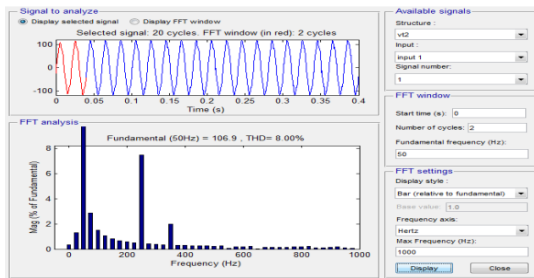 Signal to analyze
Display selected signal
Display FFT window
Selected signal: 20 cycles. FFT window (in red): 2 cycles
100
0
-100
0
0.05
0.1
0.15
0.2
0.25
0.3
0.35
0.4
Time (s)
FFT analysis
Fundamental (50Hz) = 106.9 , THD= 8.00%
Mag (% of Fundamental)
8
6
4
2
0
0
200
400
600
800
1000
Frequency (Hz)
Available signals
Structure :
vt2
Input :
input 1
Signal number:
1
FFT window
Start time (s): 0
Number of cycles: 2
Fundamental frequency (Hz):
50
FFT settings
Display style :
Bar (relative to fundamental)
Base value: 1.0
Frequency axis:
Hertz
Max Frequency (Hz):
1000
Display
Close